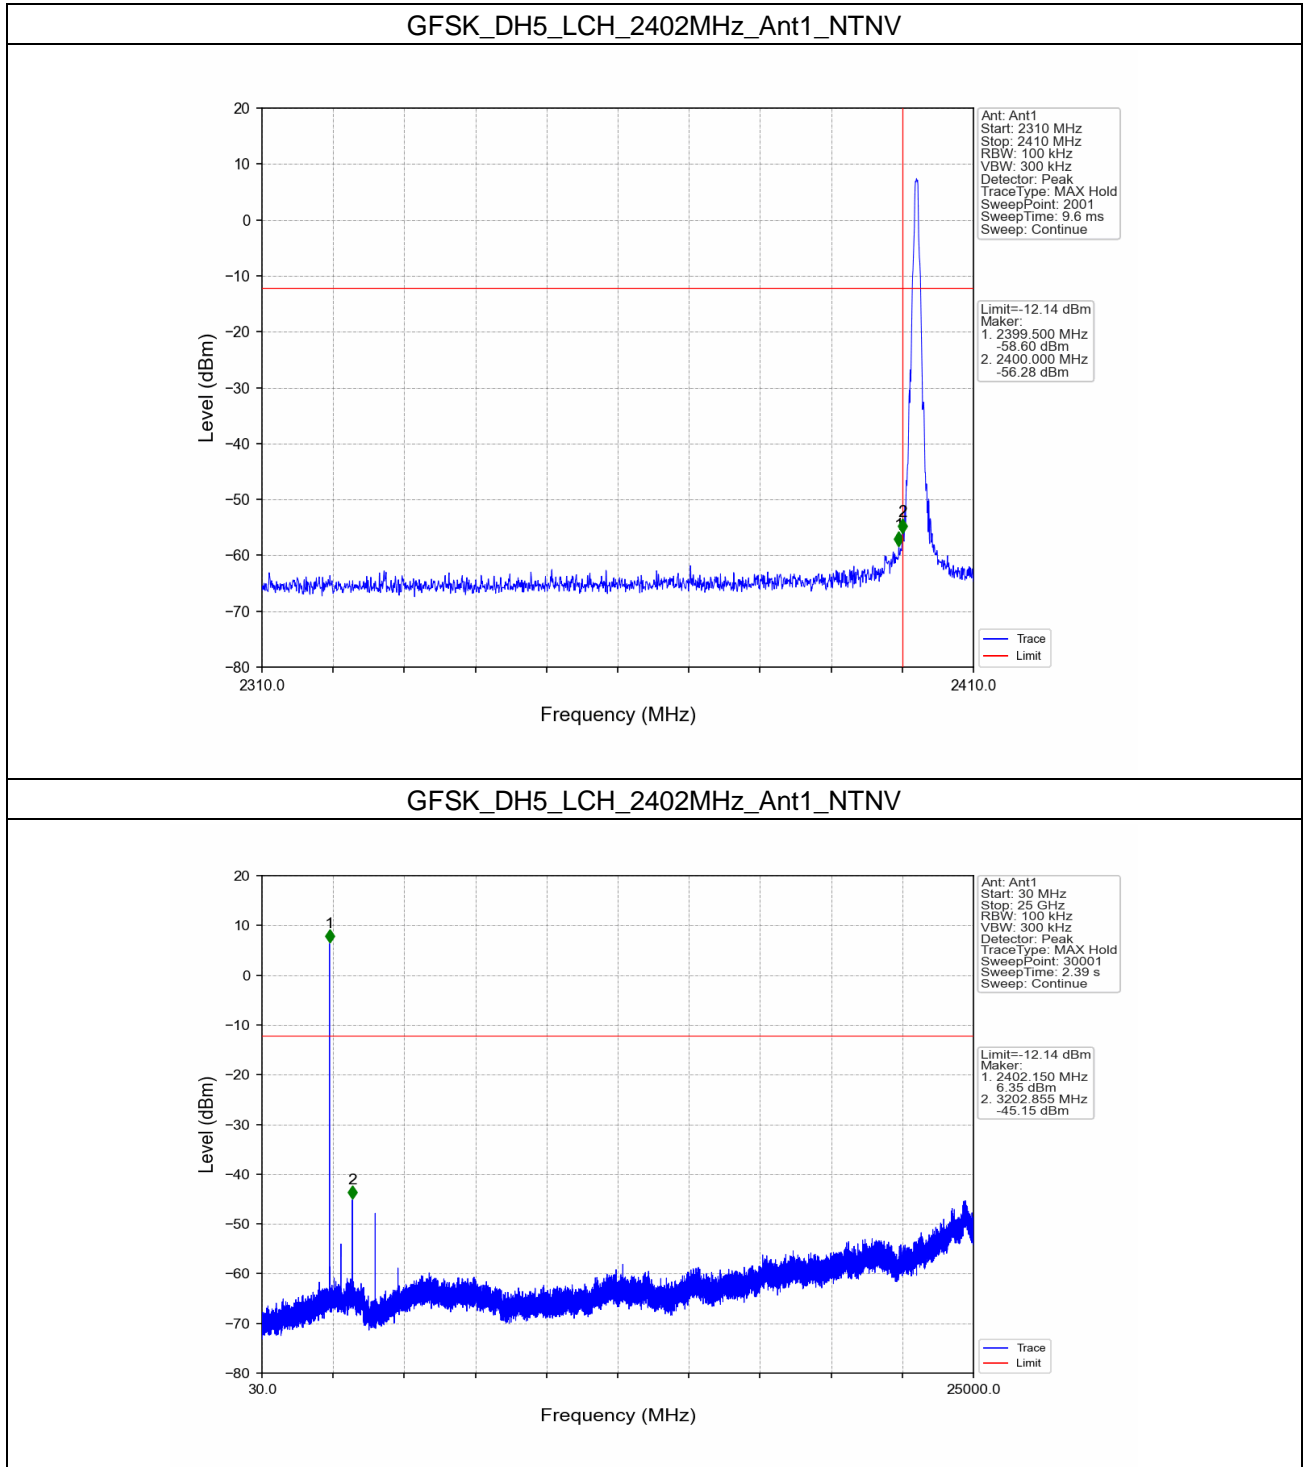 GFSK_DH5_LCH_2402MHz_Ant1_NTNV
20
10
0
−10
−20
−30
−40
−50
−60
−70
−80
Level (dBm)
2310.0
2410.0
Frequency (MHz)
1
2
Ant: Ant1
Start: 2310 MHz
Stop: 2410 MHz
RBW: 100 kHz
VBW: 300 kHz
Detector: Peak
TraceType: MAX Hold
SweepPoint: 2001
SweepTime: 9.6 ms
Sweep: Continue
Limit=-12.14 dBm
Maker:
1. 2399.500 MHz
-58.60 dBm
2. 2400.000 MHz
-56.28 dBm
Trace
Limit
GFSK_DH5_LCH_2402MHz_Ant1_NTNV
20
10
0
−10
−20
−30
−40
−50
−60
−70
−80
Level (dBm)
30.0
25000.0
Frequency (MHz)
1
2
Ant: Ant1
Start: 30 MHz
Stop: 25 GHz
RBW: 100 kHz
VBW: 300 kHz
Detector: Peak
TraceType: MAX Hold
SweepPoint: 30001
SweepTime: 2.39 s
Sweep: Continue
Limit=-12.14 dBm
Maker:
1. 2402.150 MHz
6.35 dBm
2. 3202.855 MHz
-45.15 dBm
Trace
Limit